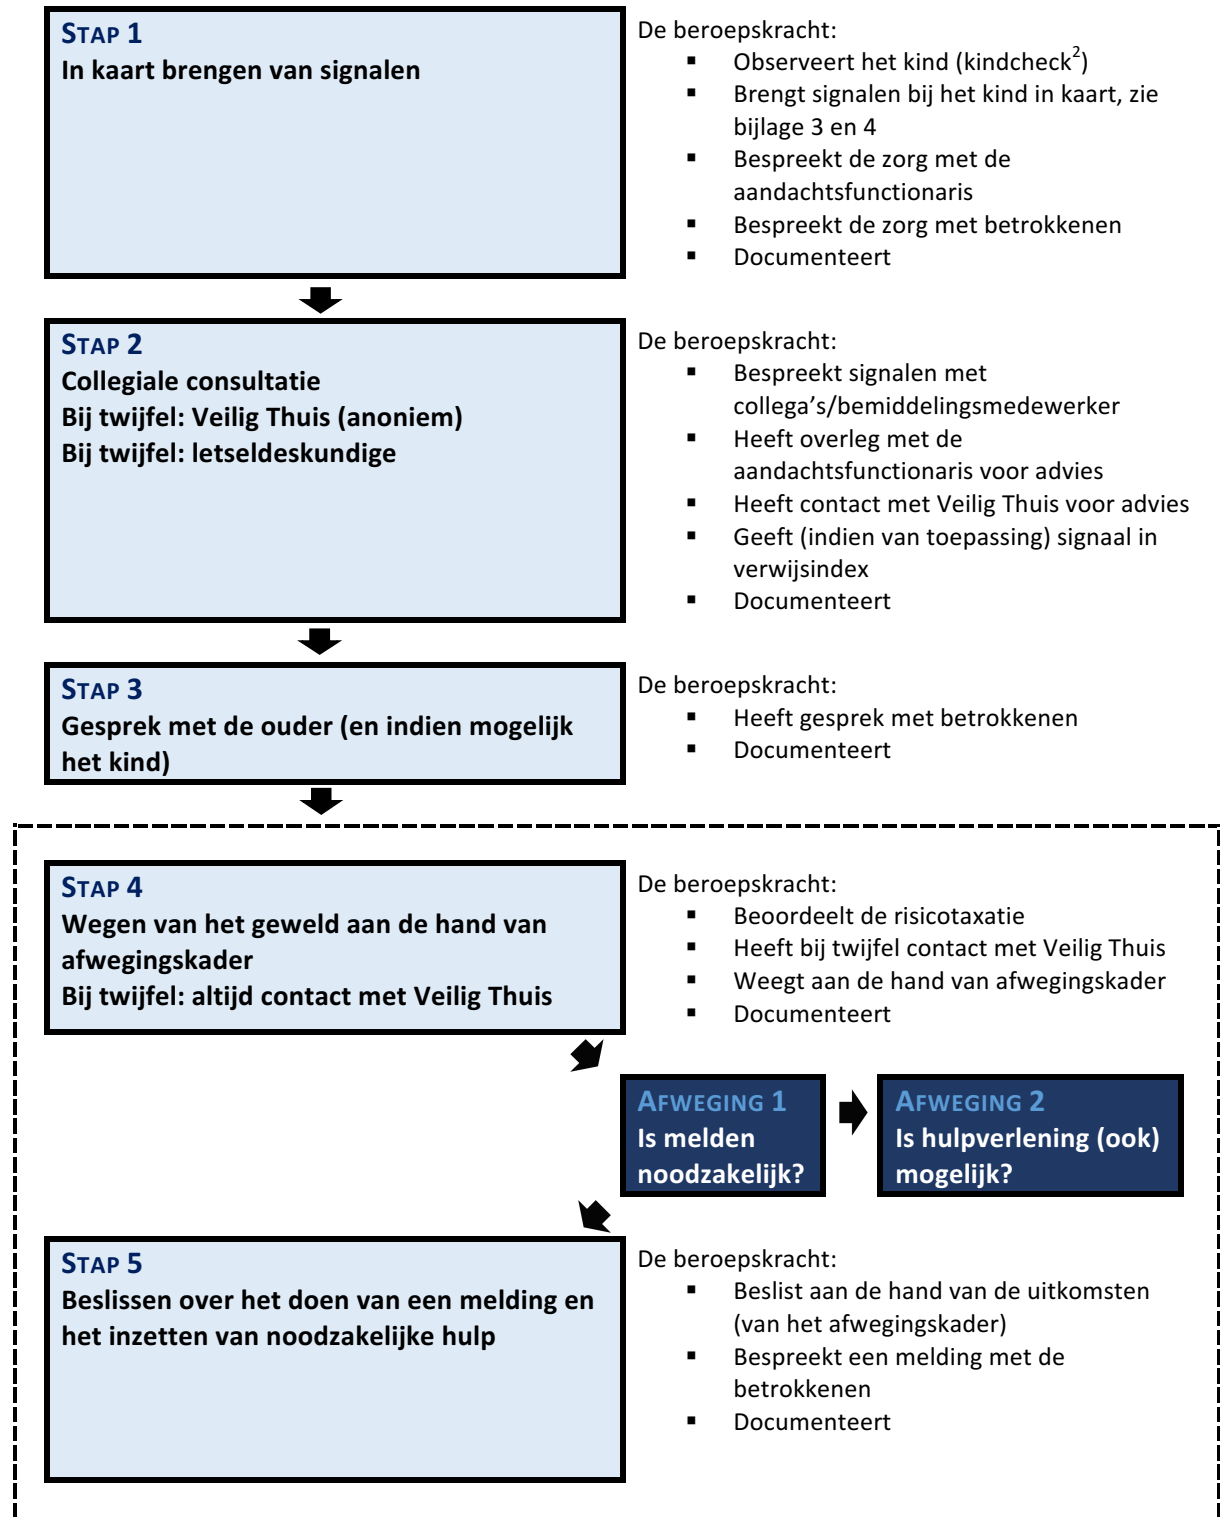 STAP 1
In kaart brengen van signalen
De beroepskracht:
▪ Observeert het kind (kindcheck²)
▪ Brengt signalen bij het kind in kaart, zie
bijlage 3 en 4
▪ Bespreekt de zorg met de
aandachtsfunctionaris
▪ Bespreekt de zorg met betrokkenen
▪ Documenteert
STAP 2
Collegiale consultatie
Bij twijfel: Veilig Thuis (anoniem)
Bij twijfel: letseldeskundige
De beroepskracht:
▪ Bespreekt signalen met
collega’s/bemiddelingsmedewerker
▪ Heeft overleg met de
aandachtsfunctionaris voor advies
▪ Heeft contact met Veilig Thuis voor advies
▪ Geeft (indien van toepassing) signaal in
verwijsindex
▪ Documenteert
STAP 3
Gesprek met de ouder (en indien mogelijk
het kind)
De beroepskracht:
▪ Heeft gesprek met betrokkenen
▪ Documenteert
STAP 4
Wegen van het geweld aan de hand van
afwegingskader
Bij twijfel: altijd contact met Veilig Thuis
De beroepskracht:
▪ Beoordeelt de risicotaxatie
▪ Heeft bij twijfel contact met Veilig Thuis
▪ Weegt aan de hand van afwegingskader
▪ Documenteert
AFWEGING 1
Is melden
noodzakelijk?
AFWEGING 2
Is hulpverlening (ook)
mogelijk?
STAP 5
Beslissen over het doen van een melding en
het inzetten van noodzakelijke hulp
De beroepskracht:
▪ Beslist aan de hand van de uitkomsten
(van het afwegingskader)
▪ Bespreekt een melding met de
betrokkenen
▪ Documenteert